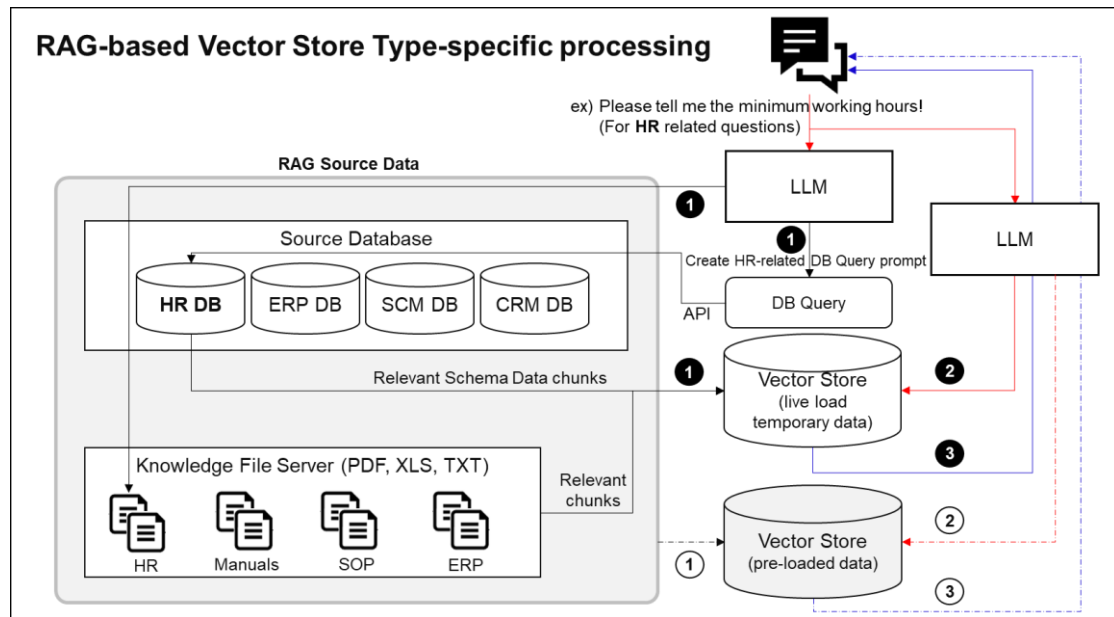 RAG-based Vector Store Type-specific processing
ex) Please tell me the minimum working hours!
(For HR related questions)
RAG Source Data
LLM
1
LLM
1
Source Database
Create HR-related DB Query prompt
HR DB
ERP DB
SCM DB
CRM DB
DB Query
API
Relevant Schema Data chunks
1
Vector Store
(live load
temporary data)
2
Knowledge File Server (PDF, XLS, TXT)
Relevant
chunks
3
HR
Manuals
SOP
ERP
1
Vector Store
(pre-loaded data)
2
3